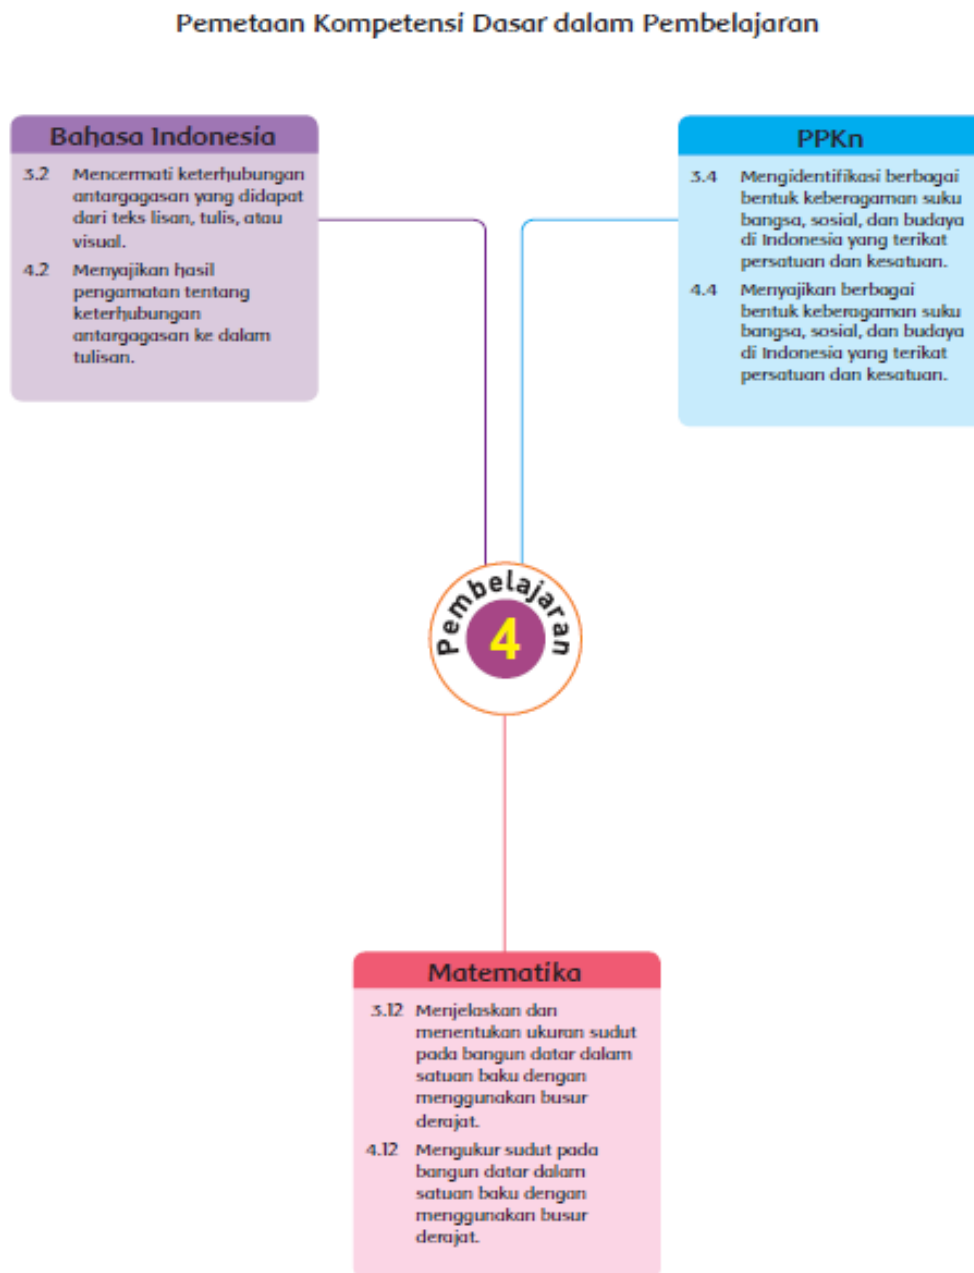 Pemetaan Kompetensi Dasar dalam Pembelajaran
Bahasa Indonesia
3.2 Mencermati keterhubungan
antargagasan yang didapat
dari teks lisan, tulis, atau
visual.
4.2 Menyajikan hasil
pengamatan tentang
keterhubungan
antargagasan ke dalam
tulisan.
PPKn
3.4 Mengidentifikasi berbagai
bentuk keberagaman suku
bangsa, sosial, dan budaya
di Indonesia yang terikat
persatuan dan kesatuan.
4.4 Menyajikan berbagai
bentuk keberagaman suku
bangsa, sosial, dan budaya
di Indonesia yang terikat
persatuan dan kesatuan.
Pembelajaran
4
Matematika
3.12 Menjelaskan dan
menentukan ukuran sudut
pada bangun datar dalam
satuan baku dengan
menggunakan busur
derajat.
4.12 Mengukur sudut pada
bangun datar dalam
satuan baku dengan
menggunakan busur
derajat.